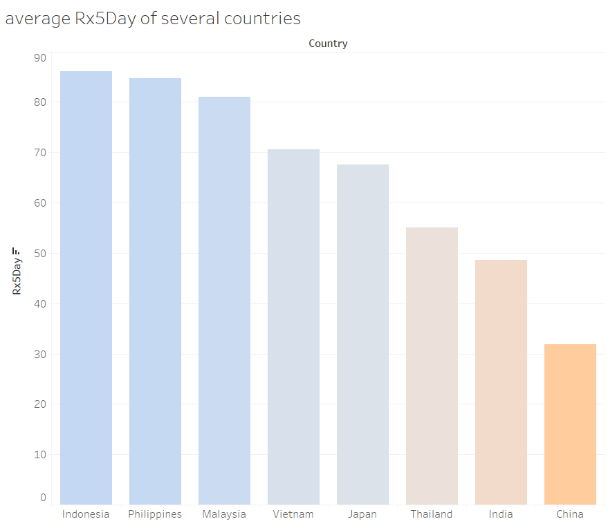 average Rx5Day of several countries
Country
90
80
70
60
50
40
30
20
10
0
Rx5Day
Indonesia Philippines Malaysia Vietnam Japan Thailand India China